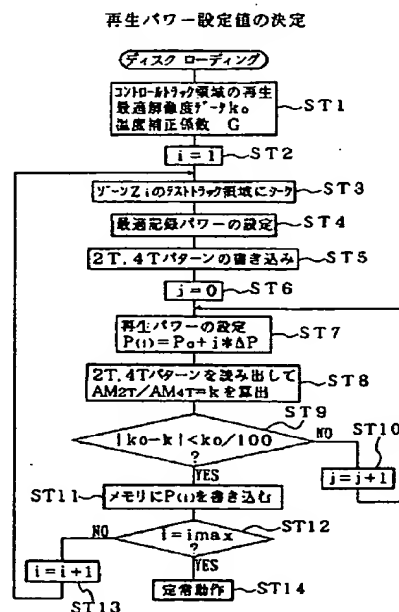 再生パワー設定値の決定
ディスク ローディング
コントロールトラック領域の再生
最適解像度データko
温度補正係数 G
ST1
i=1
ST2
ゾーンZiのテストトラック領域にシーク
ST3
最適記録パワーの設定
ST4
2T,4Tパターンの書き込み
ST5
j=0
ST6
再生パワーの設定
P(j)=Po+j*ΔP
ST7
2T,4Tパターンを読み出して
AM2T/AM4T=kを算出
ST8
ST9
|ko-k|<ko/100
?
NO
ST10
j=j+1
YES
ST11
メモリにP(j)を書き込む
ST12
NO
i=imax
?
i=i+1
ST13
YES
定常動作
ST14